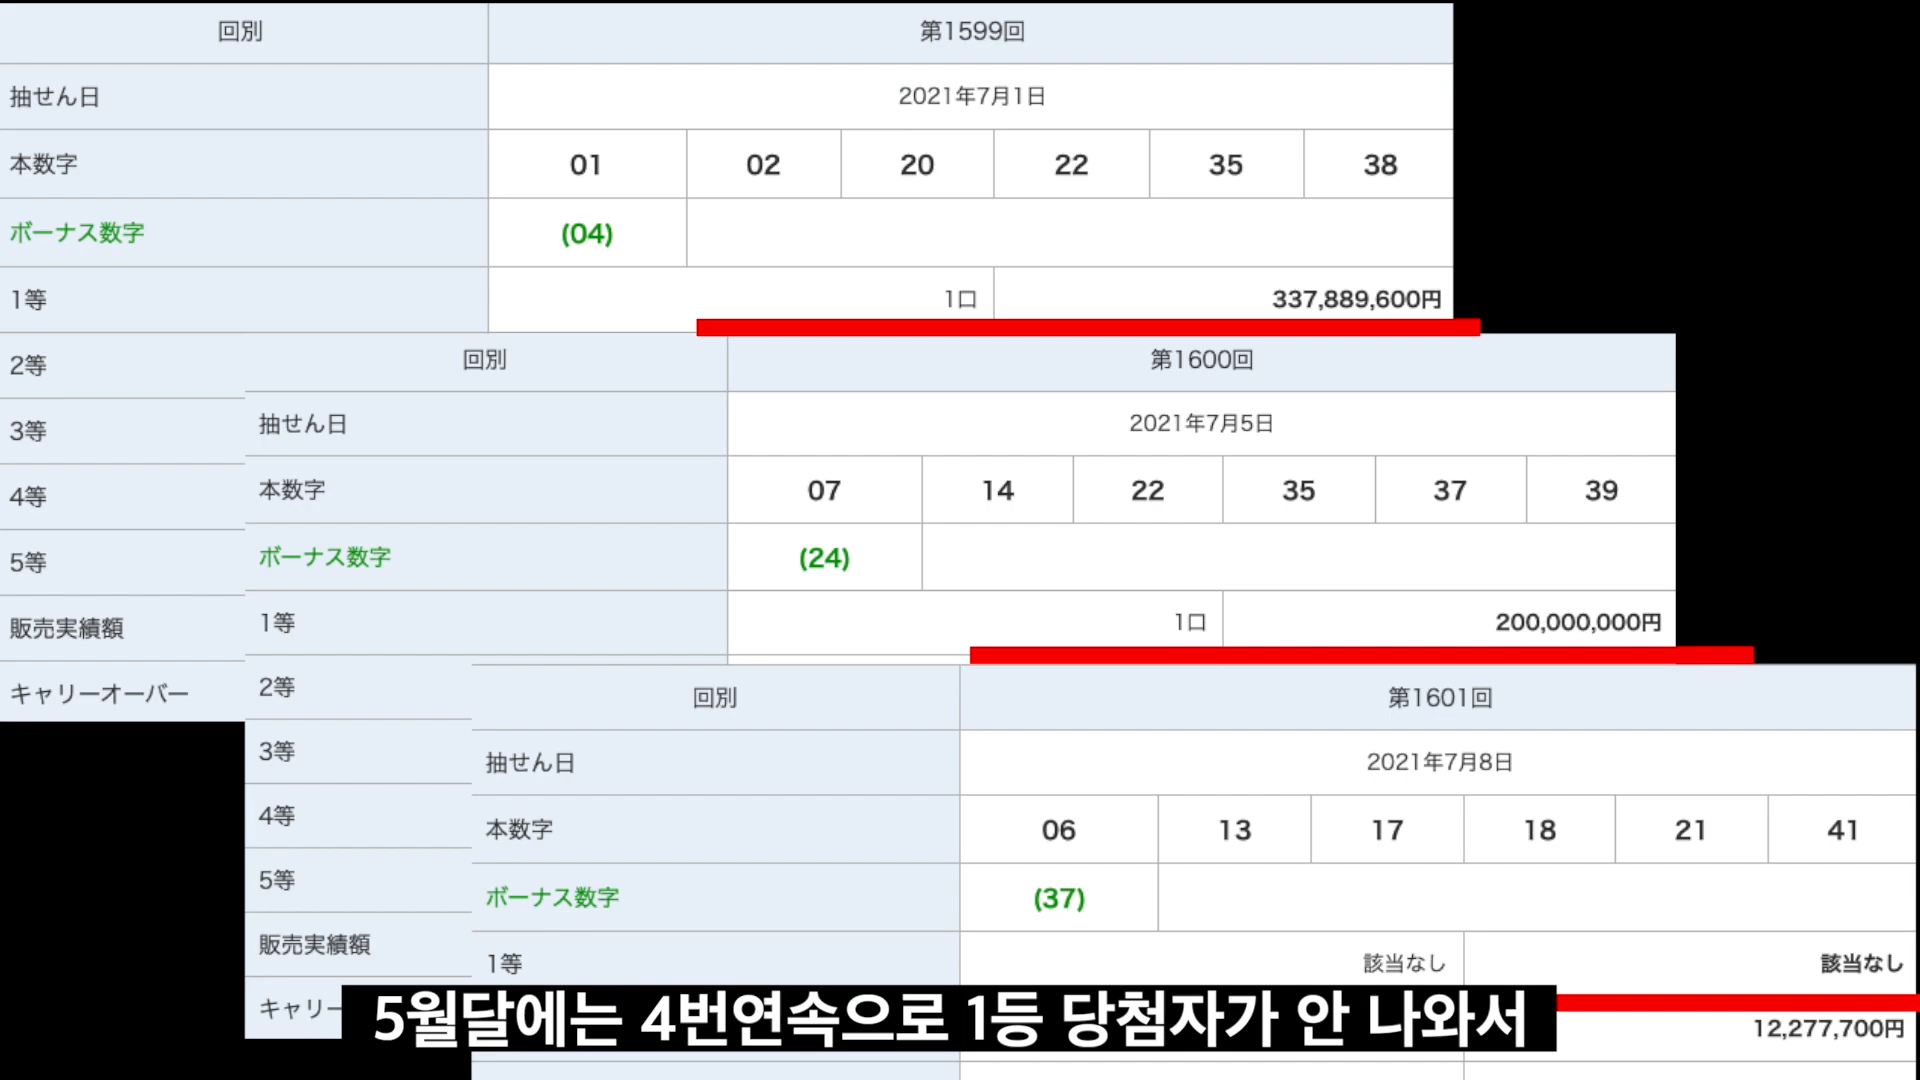 回別 第1599回
抽せん日 2021年7月1日
本数字 01 02 20 22 35 38
ボーナス数字 (04)
1等 1口 337,889,600円
2等
3等
4等
5等
販売実績額
キャリーオーバー
回別 第1600回
抽せん日 2021年7月5日
本数字 07 14 22 35 37 39
ボーナス数字 (24)
1等 1口 200,000,000円
2等
3等
4等
5等
販売実績額
キャリー
回別 第1601回
抽せん日 2021年7月8日
本数字 06 13 17 18 21 41
ボーナス数字 (37)
1等 該当なし 該当なし
12,277,700円
5월달에는 4번연속으로 1등 당첨자가 안 나와서